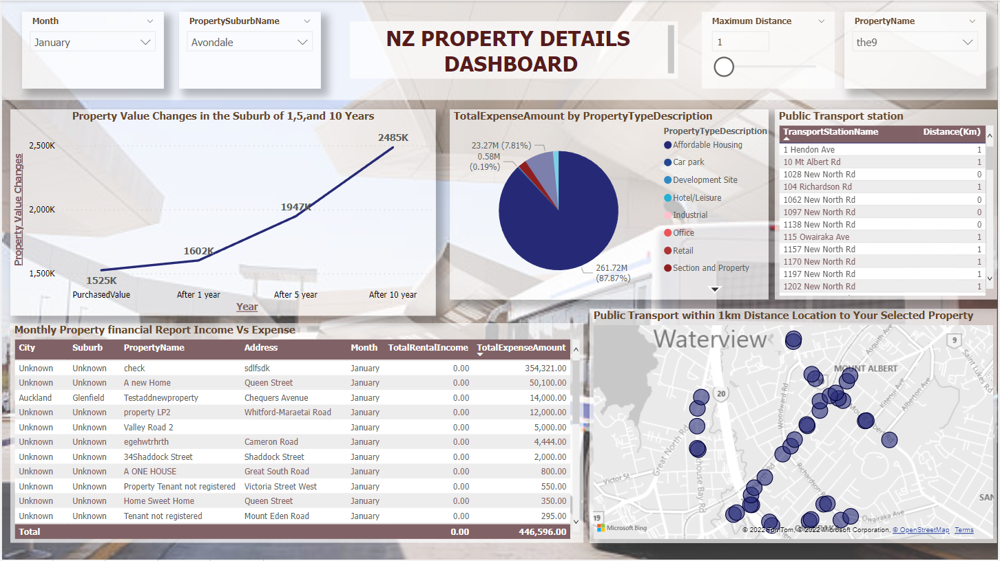 Month
January
PropertySuburbName
Avondale
NZ PROPERTY DETAILS
DASHBOARD
Maximum Distance
1
PropertyName
the9
Property Value Changes in the Suburb of 1,5,and 10 Years
Property Value Changes
2,500K
2,000K
1,500K
1525K
1602K
1947K
2485K
PurchasedValue
After 1 year
After 5 year
After 10 year
Year
TotalExpenseAmount by PropertyTypeDescription
23.27M (7.81%)
0.58M
(0.19%)
261.72M
(87.87%)
PropertyTypeDescription
Affordable Housing
Car park
Development Site
Hotel/Leisure
Industrial
Office
Retail
Section and Property
Public Transport station
TransportStationName Distance(Km)
1 Hendon Ave 1
10 Mt Albert Rd 1
1028 New North Rd 0
104 Richardson Rd 1
1062 New North Rd 0
1097 New North Rd 0
1138 New North Rd 0
115 Owairaka Ave 1
1157 New North Rd 1
1170 New North Rd 1
1197 New North Rd 1
1202 New North Rd 1
Monthly Property financial Report Income Vs Expense
City Suburb PropertyName Address Month TotalRentalIncome TotalExpenseAmount
Unknown Unknown check sdlfsdk January 0.00 354,321.00
Unknown Unknown A new Home Queen Street January 0.00 50,100.00
Auckland Glenfield Testaddnewproperty Chequers Avenue January 0.00 14,000.00
Unknown Unknown property LP2 Whitford-Maraetai Road January 0.00 12,000.00
Unknown Unknown Valley Road 2 January 0.00 5,000.00
Unknown Unknown egehwtrhrth Cameron Road January 0.00 4,444.00
Unknown Unknown 34Shaddock Street Shaddock Street January 0.00 2,000.00
Unknown Unknown A ONE HOUSE Great South Road January 0.00 800.00
Unknown Unknown Property Tenant not registered Victoria Street West January 0.00 550.00
Unknown Unknown Home Sweet Home Queen Street January 0.00 350.00
Unknown Unknown Tenant not registered Mount Eden Road January 0.00 295.00
Total 0.00 446,596.00
Public Transport within 1km Distance Location to Your Selected Property
Waterview
MOUNT ALBERT
9
20
19
Asquith Ave
Saint Lukes Rd
Kitenui Ave
Alberton Ave
Woodward Rd
Great North Rd
Victor St
khouse Bay Rd
Richardson
Owairaka Ave
SAN
Microsoft Bing
© 2022 TomTom, © 2022 Microsoft Corporation, © OpenStreetMap Terms